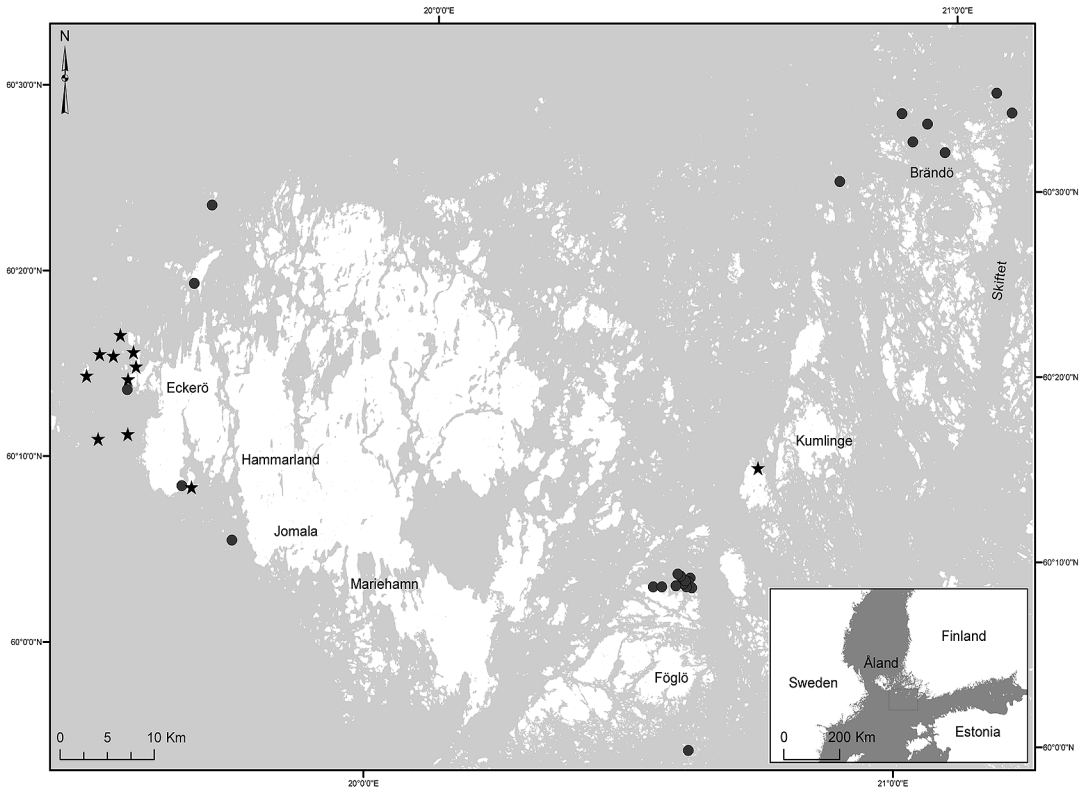 20°0'0"E 21°0'0"E
N
60°30'0"N
Brändö
60°30'0"N
60°20'0"N
Skiftet
Eckerö
60°20'0"N
Kumlinge
60°10'0"N
Hammarland
Jomala
60°10'0"N
Mariehamn
60°0'0"N
Föglö
Finland
Åland
Sweden
Estonia
0 5 10 Km
0 200 Km
60°0'0"N
20°0'0"E 21°0'0"E